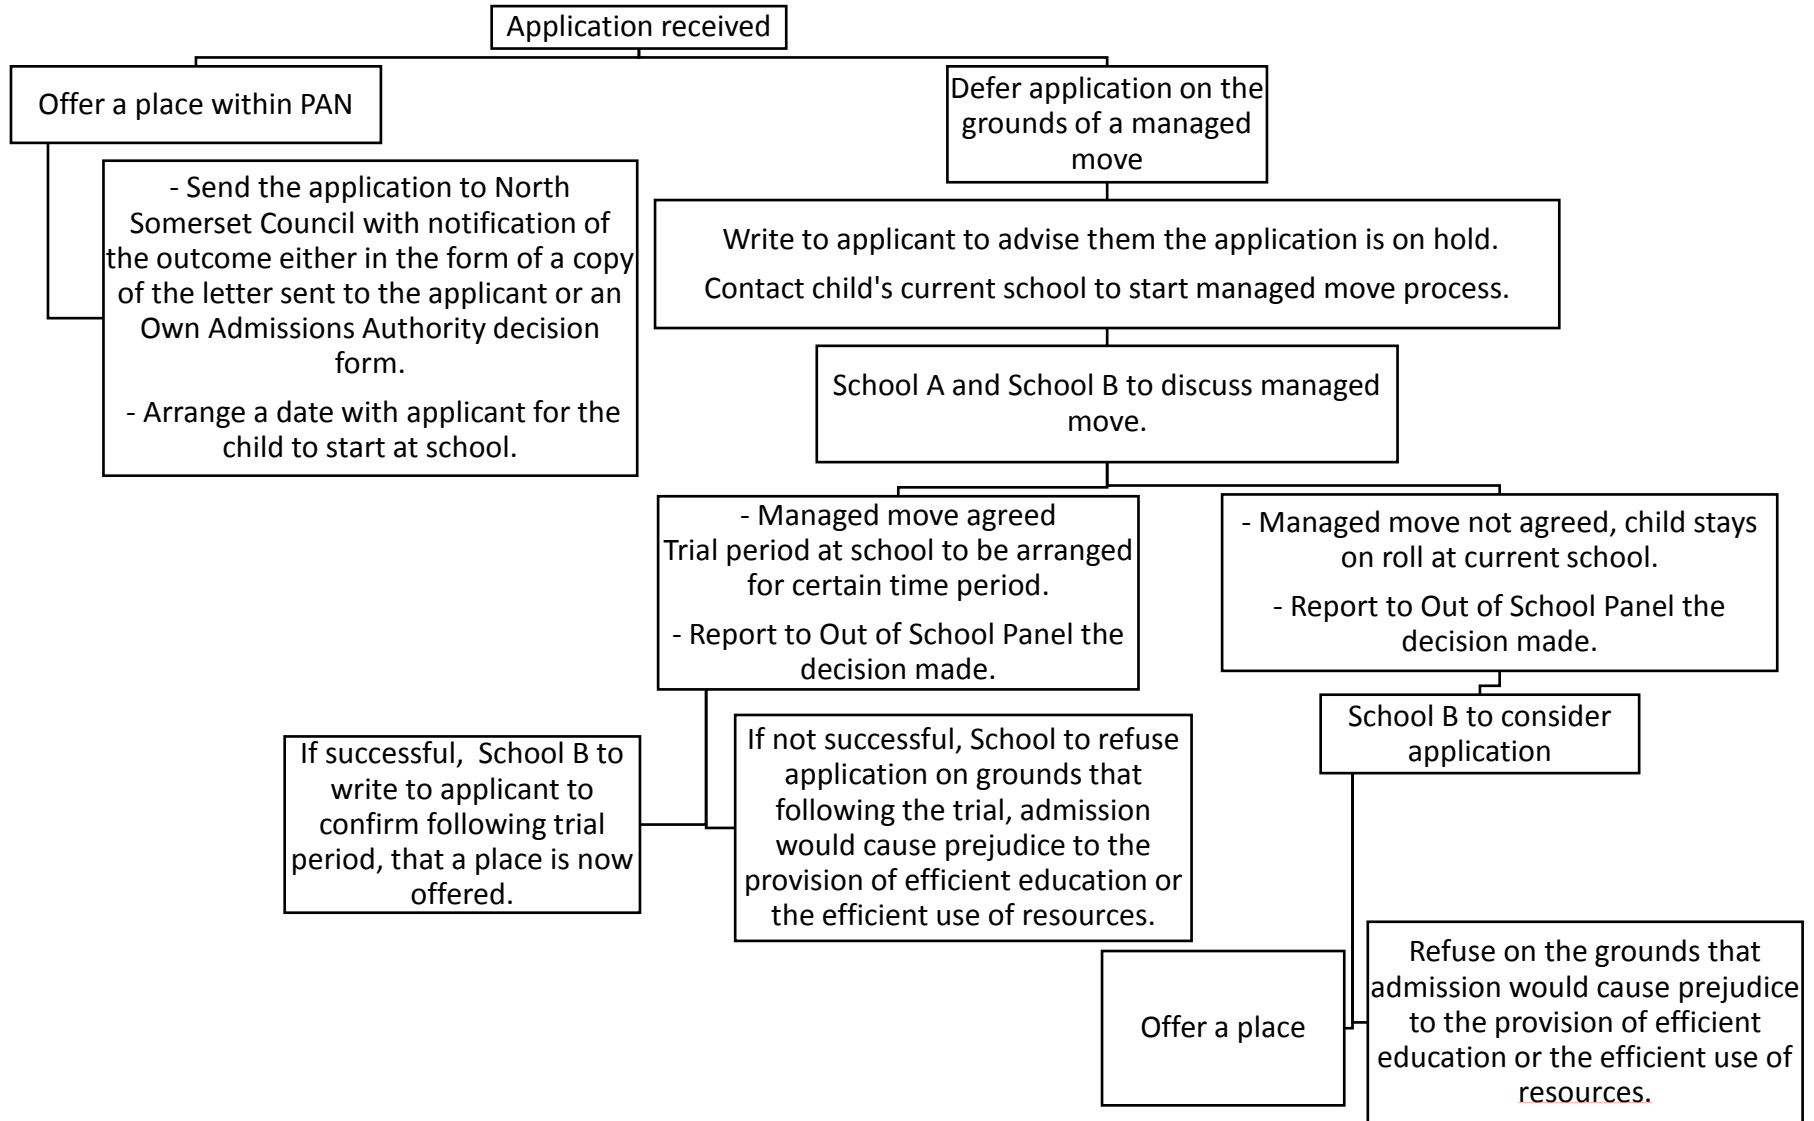 Application received
Offer a place within PAN
Defer application on the
grounds of a managed
move
- Send the application to North
Somerset Council with notification of
the outcome either in the form of a copy
of the letter sent to the applicant or an
Own Admissions Authority decision
form.
- Arrange a date with applicant for the
child to start at school.
Write to applicant to advise them the application is on hold.
Contact child's current school to start managed move process.
School A and School B to discuss managed
move.
- Managed move agreed
Trial period at school to be arranged
for certain time period.
- Report to Out of School Panel the
decision made.
- Managed move not agreed, child stays
on roll at current school.
- Report to Out of School Panel the
decision made.
If successful,  School B to
write to applicant to
confirm following trial
period, that a place is now
offered.
If not successful, School to refuse
application on grounds that
following the trial, admission
would cause prejudice to the
provision of efficient education or
the efficient use of resources.
School B to consider
application
Offer a place
Refuse on the grounds that
admission would cause prejudice
to the provision of efficient
education or the efficient use of
resources.